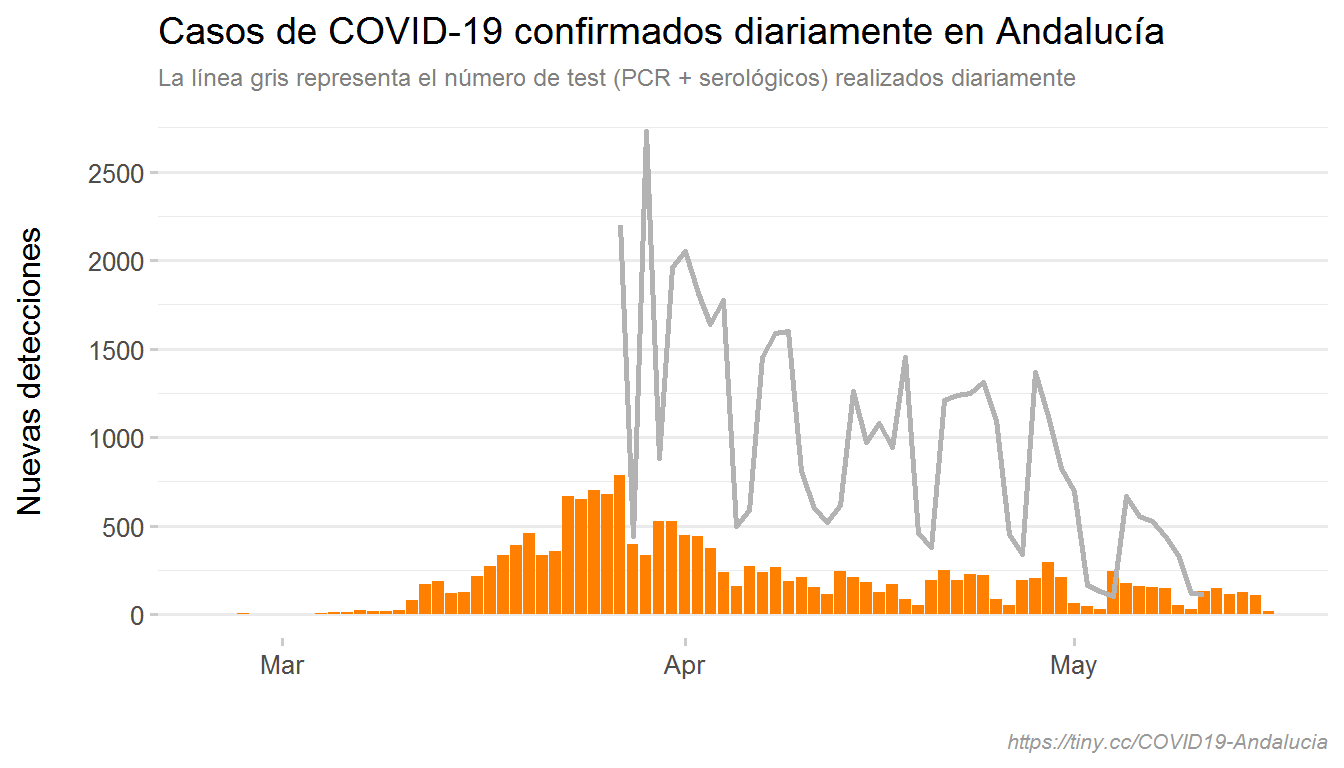 Casos de COVID-19 confirmados diariamente en Andalucía
La línea gris representa el número de test (PCR + serológicos) realizados diariamente
Nuevas detecciones
2500
2000
1500
1000
500
0
Mar
Apr
May
https://tiny.cc/COVID19-Andalucia